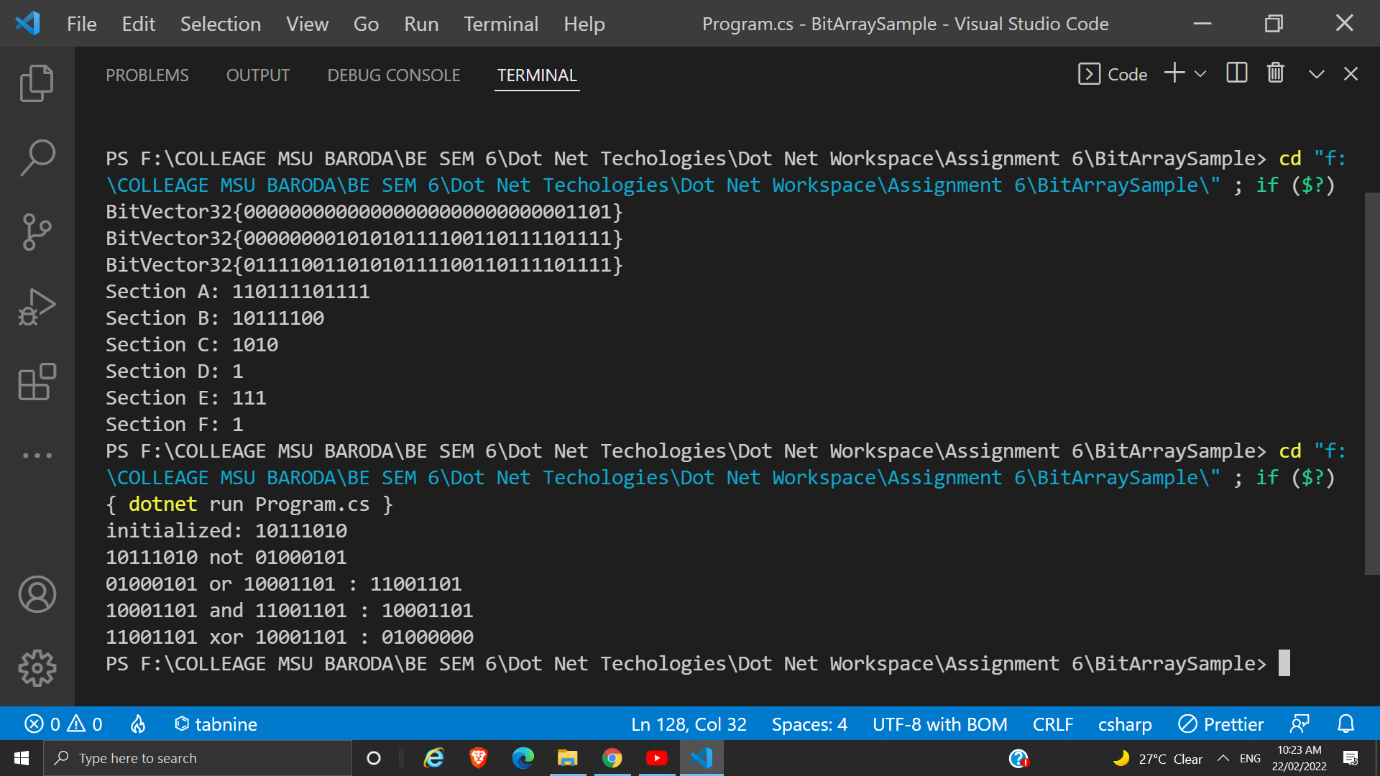 File Edit Selection View Go Run Terminal Help Program.cs - BitArraySample - Visual Studio Code
PROBLEMS OUTPUT DEBUG CONSOLE TERMINAL Code
PS F:\COLLEAGE MSU BARODA\BE SEM 6\Dot Net Techologies\Dot Net Workspace\Assignment 6\BitArraySample> cd "f:
\COLLEAGE MSU BARODA\BE SEM 6\Dot Net Techologies\Dot Net Workspace\Assignment 6\BitArraySample\" ; if ($?)
BitVector32{00000000000000000000000000001101}
BitVector32{00000000101010111100110111101111}
BitVector32{01111001101010111100110111101111}
Section A: 110111101111
Section B: 10111100
Section C: 1010
Section D: 1
Section E: 111
Section F: 1
PS F:\COLLEAGE MSU BARODA\BE SEM 6\Dot Net Techologies\Dot Net Workspace\Assignment 6\BitArraySample> cd "f:
\COLLEAGE MSU BARODA\BE SEM 6\Dot Net Techologies\Dot Net Workspace\Assignment 6\BitArraySample\" ; if ($?)
{ dotnet run Program.cs }
initialized: 10111010
10111010 not 01000101
01000101 or 10001101 : 11001101
10001101 and 11001101 : 10001101
11001101 xor 10001101 : 01000000
PS F:\COLLEAGE MSU BARODA\BE SEM 6\Dot Net Techologies\Dot Net Workspace\Assignment 6\BitArraySample>
0 0 tabnine Ln 128, Col 32 Spaces: 4 UTF-8 with BOM CRLF csharp Prettier
Type here to search 27°C Clear ENG 10:23 AM
22/02/2022